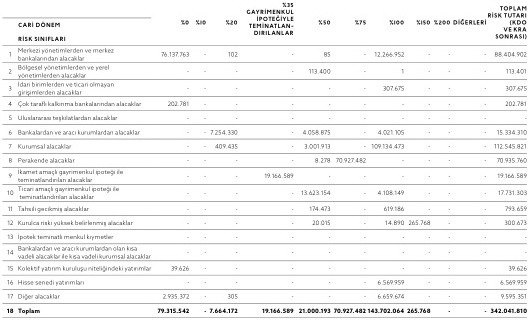 CARİ DÖNEM
RİSK SINIFLARI %0 %10 %20 %35 GAYRİMENKUL İPOTEĞİYLE TEMİNATLAN-DIRILANLAR %50 %75 %100 %150 %200 DİĞERLERİ TOPLAM RİSK TUTARI (KDO VE KRA SONRASI)
1 Merkezi yönetimlerden ve merkez bankalarından alacaklar 76.137.763 - 102 - 85 - 12.266.952 - - - 88.404.902
2 Bölgesel yönetimlerden ve yerel yönetimlerden alacaklar - - - - 113.400 - 1 - - - 113.401
3 İdari birimlerden ve ticari olmayan girişimlerden alacaklar - - - - - - 307.675 - - - 307.675
4 Çok taraflı kalkınma bankalarından alacaklar 202.781 - - - - - - - - - 202.781
5 Uluslararası teşkilatlardan alacaklar - - - - - - - - - - -
6 Bankalardan ve aracı kurumlardan alacaklar - - 7.254.330 - 4.058.875 - 4.021.105 - - - 15.334.310
7 Kurumsal alacaklar - - 409.435 - 3.001.913 - 109.134.473 - - - 112.545.821
8 Perakende alacaklar - - - - 8.278 70.927.482 - - - - 70.935.760
9 İkamet amaçlı gayrimenkul ipoteği ile teminatlandırılan alacaklar - - - 19.166.589 - - - - - - 19.166.589
10 Ticari amaçlı gayrimenkul ipoteği ile teminatlandırılan alacaklar - - - - 13.623.154 - 4.108.149 - - - 17.731.303
11 Tahsili gecikmiş alacaklar - - - - 174.473 - 619.186 - - - 793.659
12 Kurulca riski yüksek belirlenmiş alacaklar - - - - 20.015 - 14.890 265.768 - - 300.673
13 İpotek teminatlı menkul kıymetler - - - - - - - - - - -
14 Bankalardan ve aracı kurumlardan olan kısa vadeli alacaklar ile kısa vadeli kurumsal alacaklar - - - - - - - - - - -
15 Kolektif yatırım kuruluşu niteliğindeki yatırımlar 39.626 - - - - - - - - - 39.626
16 Hisse senedi yatırımları - - - - - - 6.569.959 - - - 6.569.959
17 Diğer alacaklar 2.935.372 - 305 - - - 6.659.674 - - - 9.595.351
18 Toplam 79.315.542 - 7.664.172 19.166.589 21.000.193 70.927.482 143.702.064 265.768 - - 342.041.810